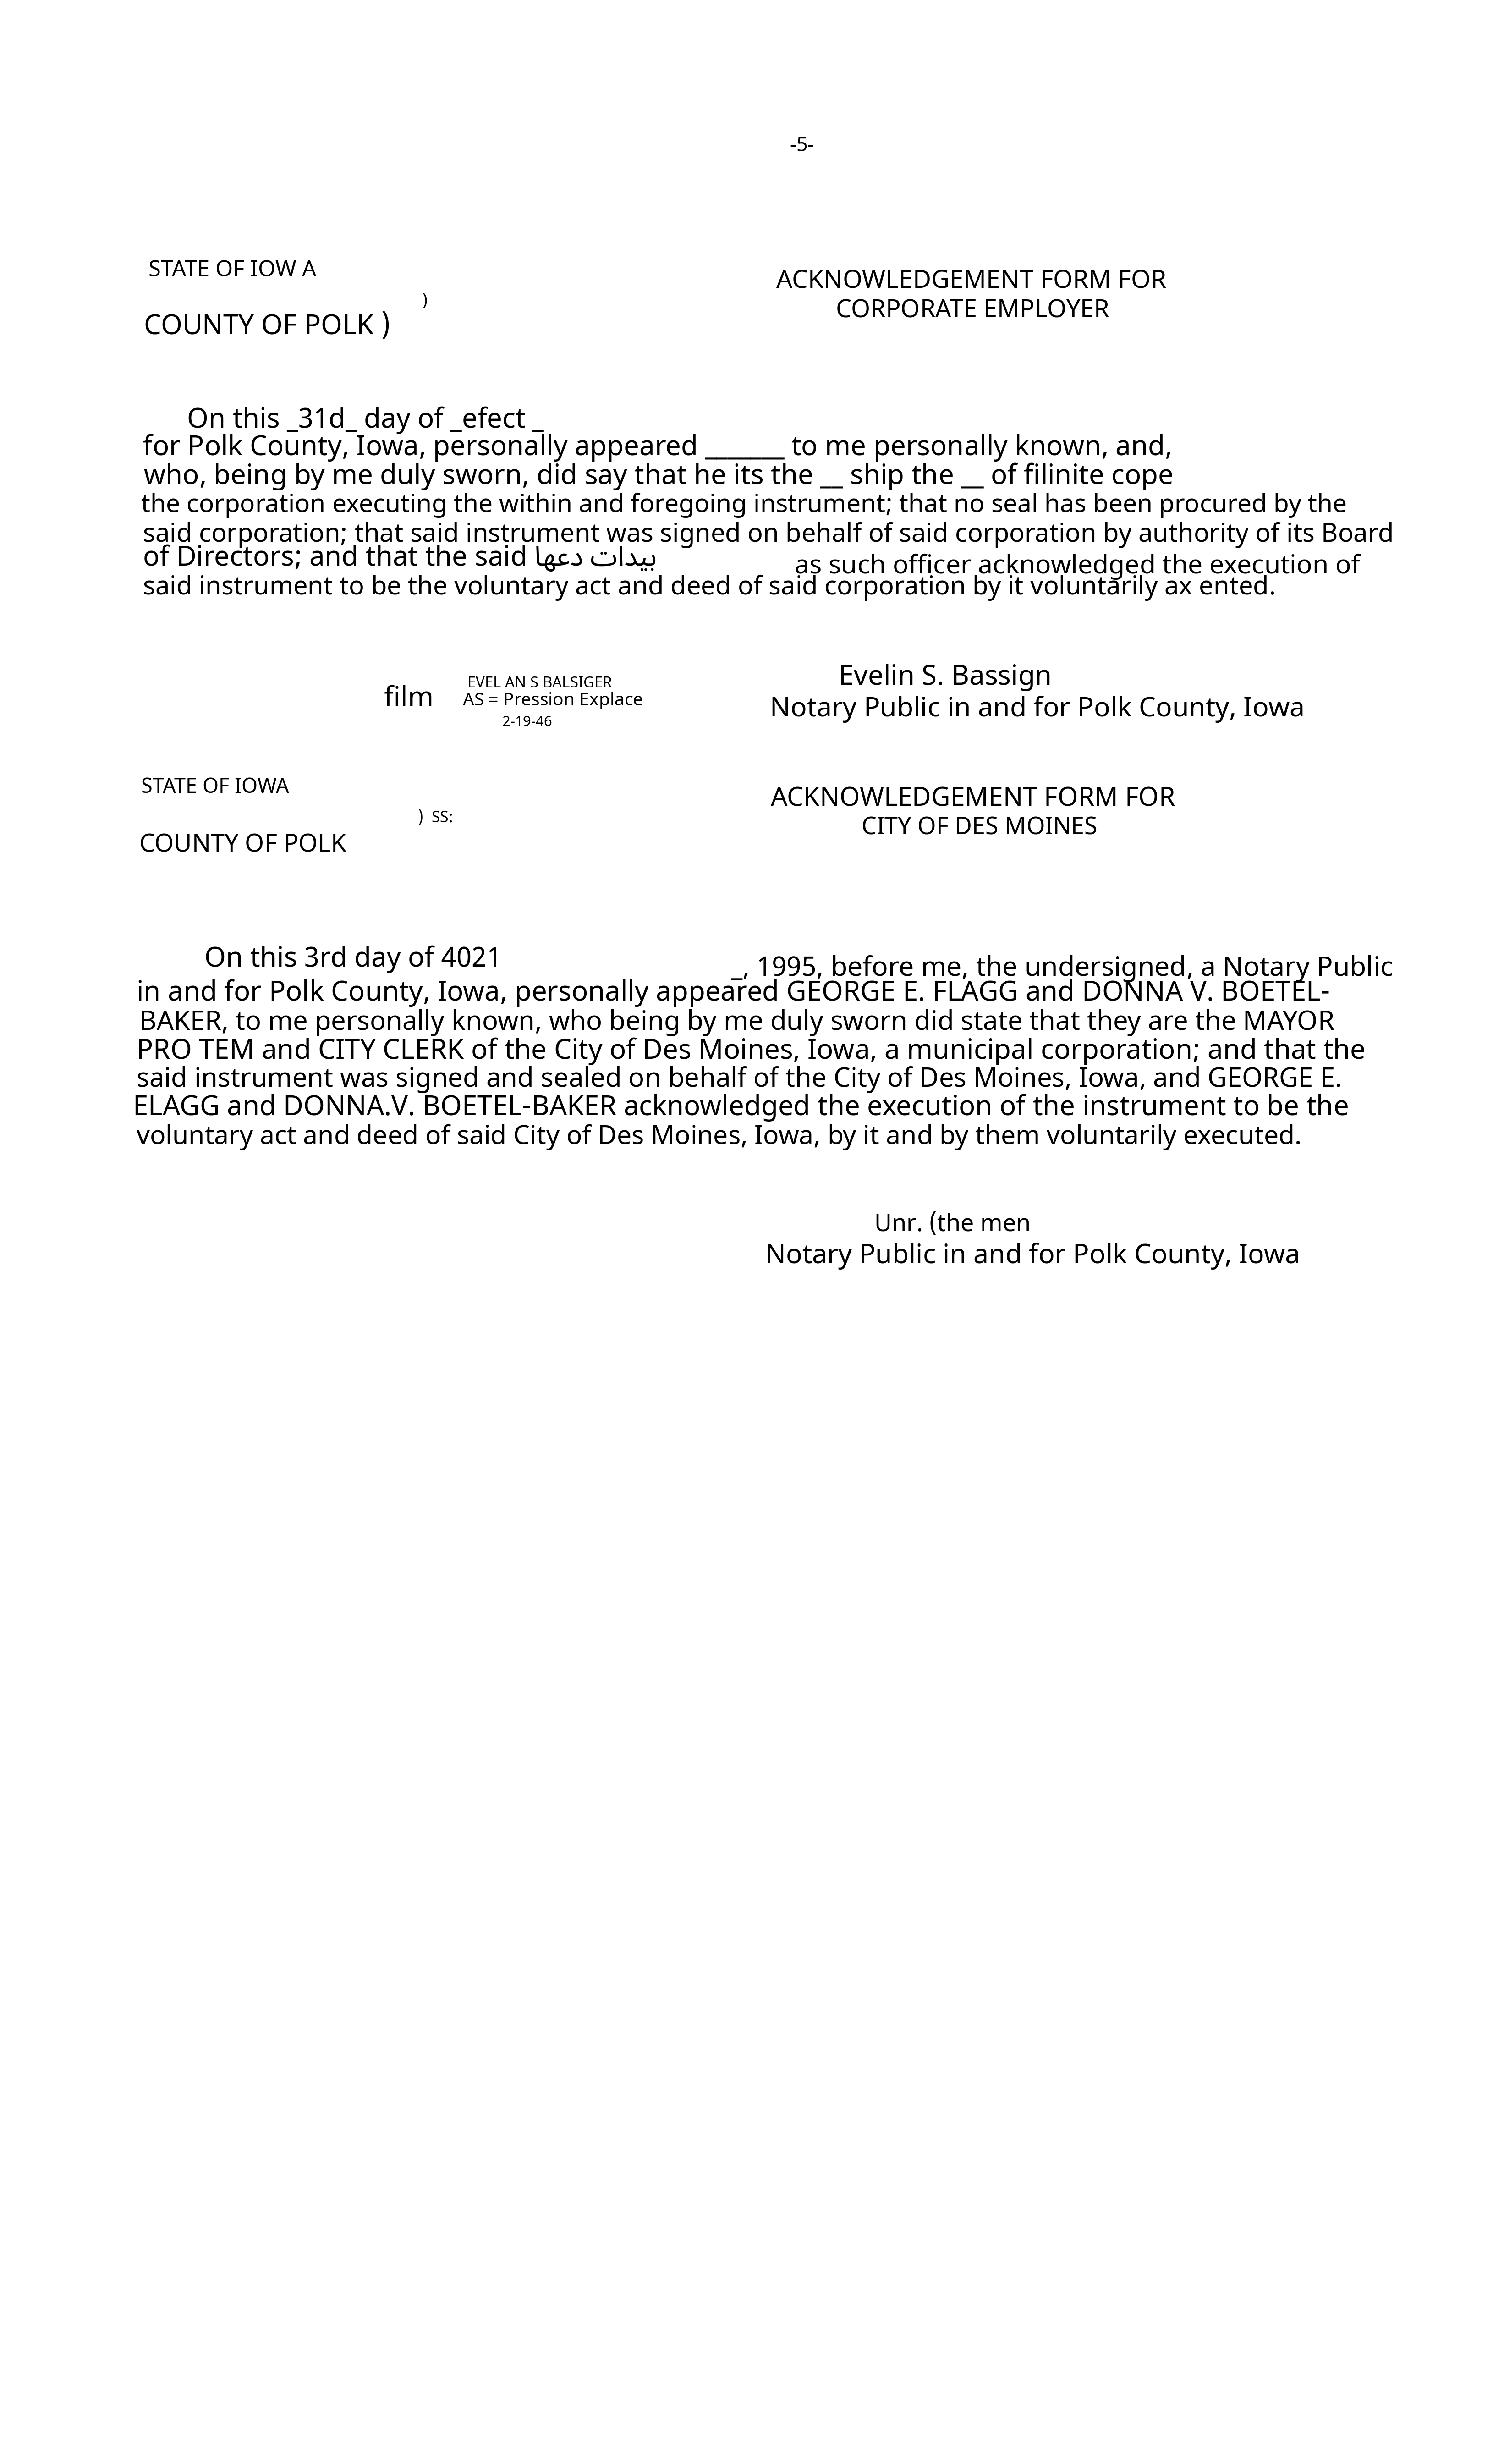 -5-
STATE OF IOW A
)
COUNTY OF POLK )
ACKNOWLEDGEMENT FORM FOR
CORPORATE EMPLOYER
On this _31d_ day of _efect _
for Polk County, Iowa, personally appeared _______ to me personally known, and,
who, being by me duly sworn, did say that he its the __ ship the __ of filinite cope
the corporation executing the within and foregoing instrument; that no seal has been procured by the
said corporation; that said instrument was signed on behalf of said corporation by authority of its Board
of Directors; and that the said بيدات دعها as such officer acknowledged the execution of
said instrument to be the voluntary act and deed of said corporation by it voluntarily ax ented.
Evelin S. Bassign
Notary Public in and for Polk County, Iowa
film
EVEL AN S BALSIGER
AS = Pression Explace
2-19-46
STATE OF IOWA
) SS:
COUNTY OF POLK
ACKNOWLEDGEMENT FORM FOR
CITY OF DES MOINES
On this 3rd day of 4021 _, 1995, before me, the undersigned, a Notary Public
in and for Polk County, Iowa, personally appeared GEORGE E. FLAGG and DONNA V. BOETEL-
BAKER, to me personally known, who being by me duly sworn did state that they are the MAYOR
PRO TEM and CITY CLERK of the City of Des Moines, Iowa, a municipal corporation; and that the
said instrument was signed and sealed on behalf of the City of Des Moines, Iowa, and GEORGE E.
ELAGG and DONNA.V. BOETEL-BAKER acknowledged the execution of the instrument to be the
voluntary act and deed of said City of Des Moines, Iowa, by it and by them voluntarily executed.
Unr. (the men
Notary Public in and for Polk County, Iowa